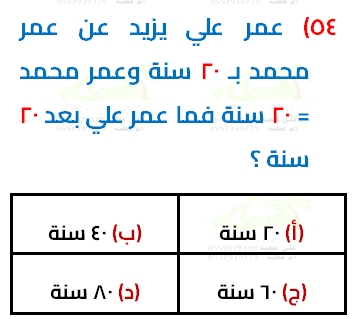 ٥٤) عمر علي يزيد عن عمر
محمد بـ ٢٠ سنة وعمر محمد
= ٢٠ سنة فما عمر علي بعد ٢٠
سنة ؟
(أ) ٢٠ سنة (ب) ٤٠ سنة
(ج) ٦٠ سنة (د) ٨٠ سنة